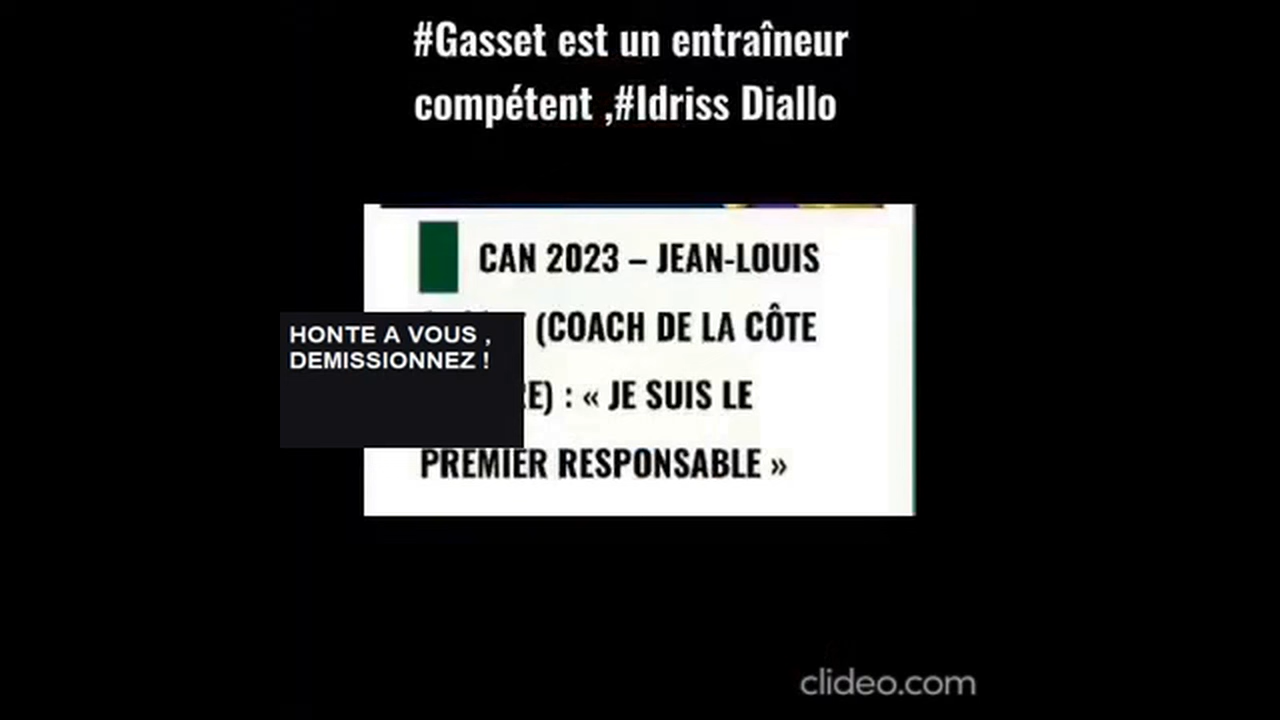 #Gasset est un entraîneur
compétent ,#Idriss Diallo
CAN 2023 – JEAN-LOUIS
(COACH DE LA CÔTE
HONTE A VOUS ,
DEMISSIONNEZ !
E) : « JE SUIS LE
PREMIER RESPONSABLE »
clideo.com